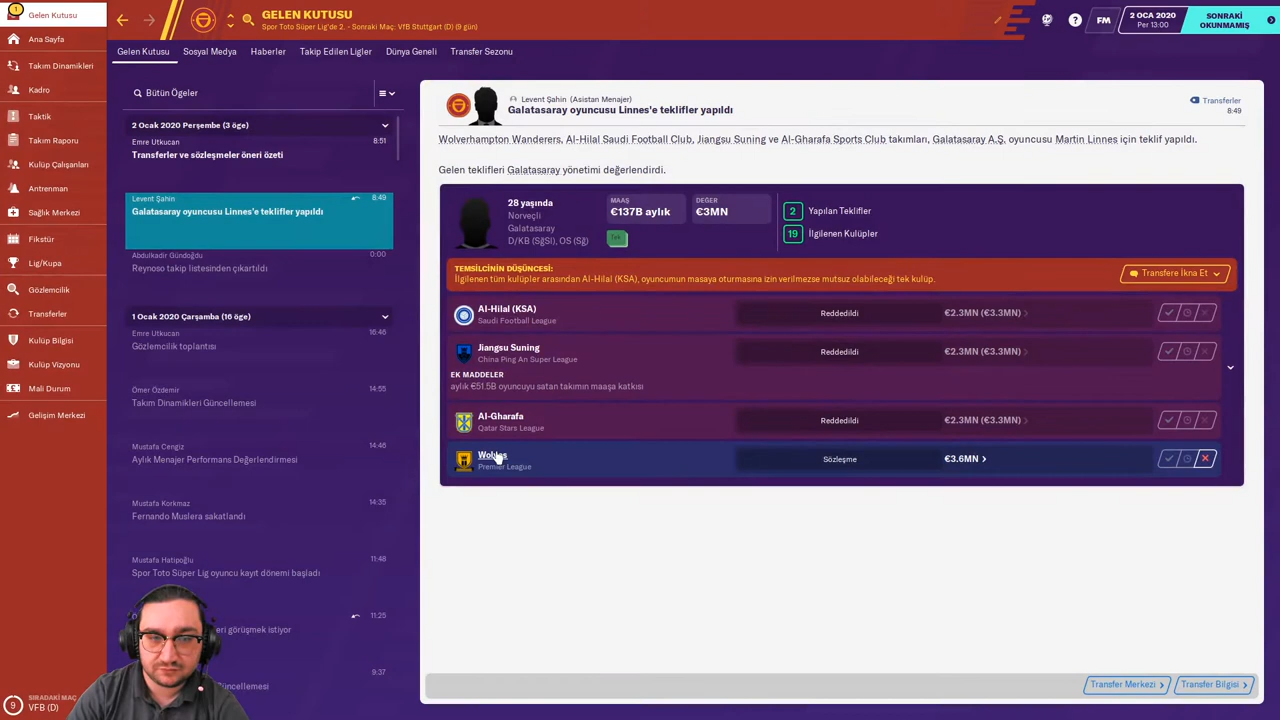 1
Gelen Kutusu
Ana Sayfa
Takım Dinamikleri
Kadro
Taktik
Takım Raporu
Kulüp Çalışanları
Antrenman
Sağlık Merkezi
Fikstür
Lig/Kupa
Gözlemcilik
Transferler
Kulüp Bilgisi
Kulüp Vizyonu
Mali Durum
Gelişim Merkezi
9
SIRADAKİ MAÇ
VFB (D)
GELEN KUTUSU
Spor Toto Süper Lig'de 2. - Sonraki Maç: VfB Stuttgart (D) (9 gün)
?
FM
2 OCA 2020
Per 13:00
SONRAKİ
OKUNMAMIŞ
Gelen Kutusu
Sosyal Medya
Haberler
Takip Edilen Ligler
Dünya Geneli
Transfer Sezonu
Bütün Ögeler
2 Ocak 2020 Perşembe (3 öge)
Emre Utkucan 8:51
Transferler ve sözleşmeler öneri özeti
Levent Şahin 8:49
Galatasaray oyuncusu Linnes'e teklifler yapıldı
Abdulkadir Gündoğdu 0:00
Reynoso takip listesinden çıkartıldı
1 Ocak 2020 Çarşamba (16 öge)
Emre Utkucan 16:46
Gözlemcilik toplantısı
Ömer Özdemir 14:55
Takım Dinamikleri Güncellemesi
Mustafa Cengiz 14:46
Aylık Menajer Performans Değerlendirmesi
Mustafa Korkmaz 14:35
Fernando Muslera sakatlandı
Mustafa Hatipoğlu 11:48
Spor Toto Süper Lig oyuncu kayıt dönemi başladı
11:25
eri görüşmek istiyor
9:37
üncellemesi
Levent Şahin (Asistan Menajer)
Galatasaray oyuncusu Linnes'e teklifler yapıldı
Transferler
8:49
Wolverhampton Wanderers, Al-Hilal Saudi Football Club, Jiangsu Suning ve Al-Gharafa Sports Club takımları, Galatasaray A.Ş. oyuncusu Martin Linnes için teklif yapıldı.
Gelen teklifleri Galatasaray yönetimi değerlendirdi.
28 yaşında
Norveçli
Galatasaray
D/KB (SğSl), OS (Sğ)
MAAŞ
€137B aylık
Tek
DEĞER
€3MN
2 Yapılan Teklifler
19 İlgilenen Kulüpler
TEMSİLCİNİN DÜŞÜNCESİ:
İlgilenen tüm kulüpler arasından Al-Hilal (KSA), oyuncumun masaya oturmasına izin verilmezse mutsuz olabileceği tek kulüp.
Transfere İkna Et
Al-Hilal (KSA)
Saudi Football League
Reddedildi
€2.3MN (€3.3MN)
Jiangsu Suning
China Ping An Super League
Reddedildi
€2.3MN (€3.3MN)
EK MADDELER
aylık €51.5B oyuncuyu satan takımın maaşa katkısı
Al-Gharafa
Qatar Stars League
Reddedildi
€2.3MN (€3.3MN)
Premier League
Sözleşme
€3.6MN
Transfer Merkezi
Transfer Bilgisi